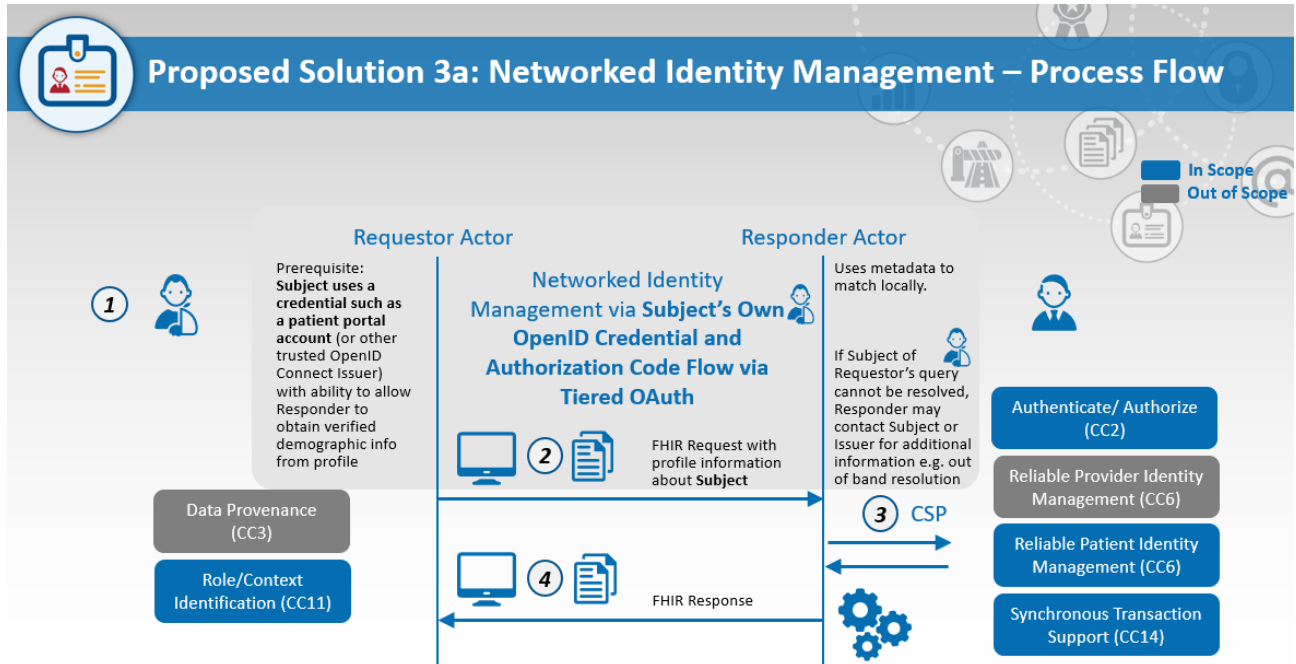 Proposed Solution 3a: Networked Identity Management – Process Flow
In Scope
Out of Scope
Requestor Actor
Responder Actor
1
Prerequisite:
Subject uses a
credential such as
a patient portal
account (or other
trusted OpenID
Connect Issuer)
with ability to allow
Responder to
obtain verified
demographic info
from profile
Networked Identity
Management via Subject's Own
OpenID Credential and
Authorization Code Flow via
Tiered OAuth
Uses metadata to
match locally.
If Subject of
Requestor's query
cannot be resolved,
Responder may
contact Subject or
Issuer for additional
information e.g. out
of band resolution
2
FHIR Request with
profile information
about Subject
3
CSP
4
FHIR Response
Data Provenance
(CC3)
Role/Context
Identification (CC11)
Authenticate/ Authorize
(CC2)
Reliable Provider Identity
Management (CC6)
Reliable Patient Identity
Management (CC6)
Synchronous Transaction
Support (CC14)